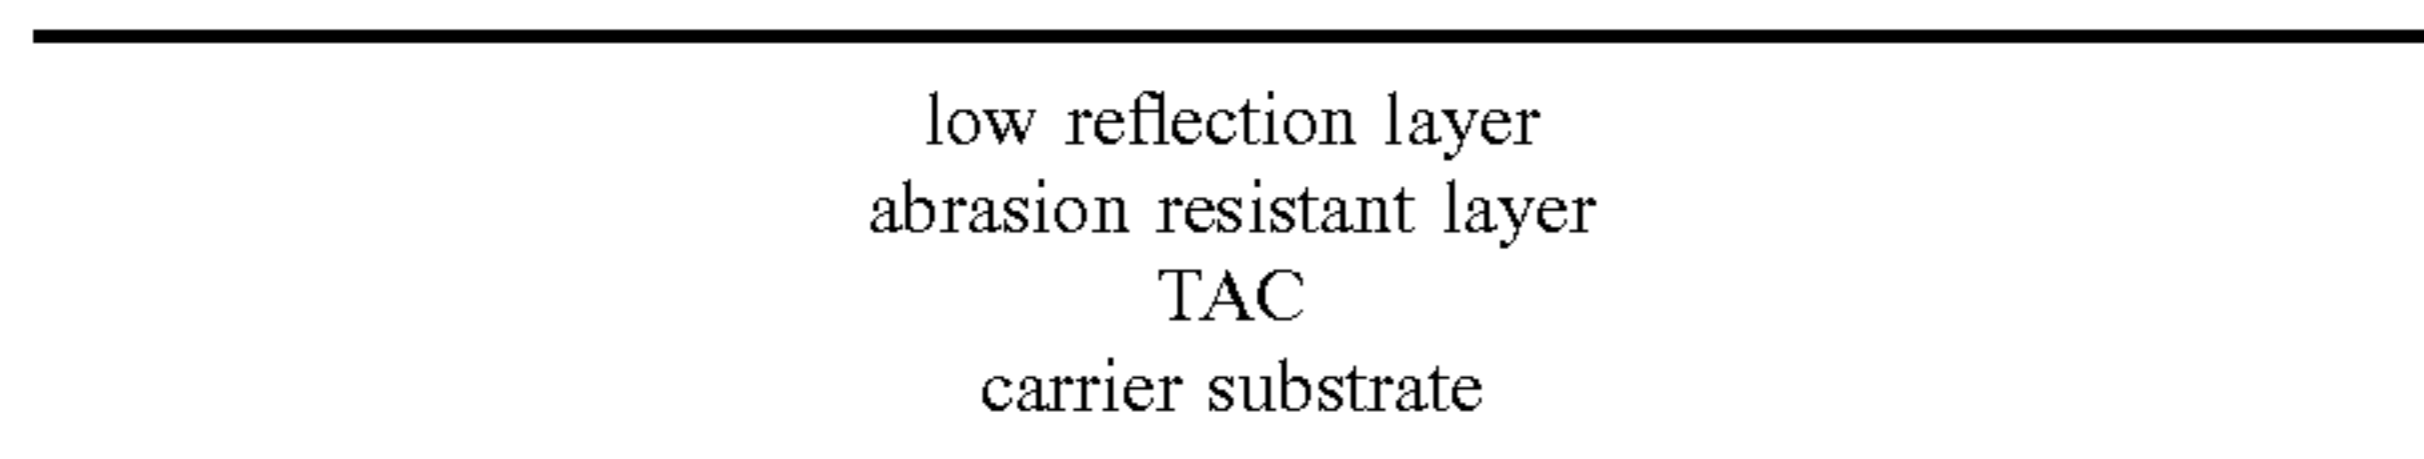 low reflection layer
abrasion resistant layer
TAC
carrier substrate